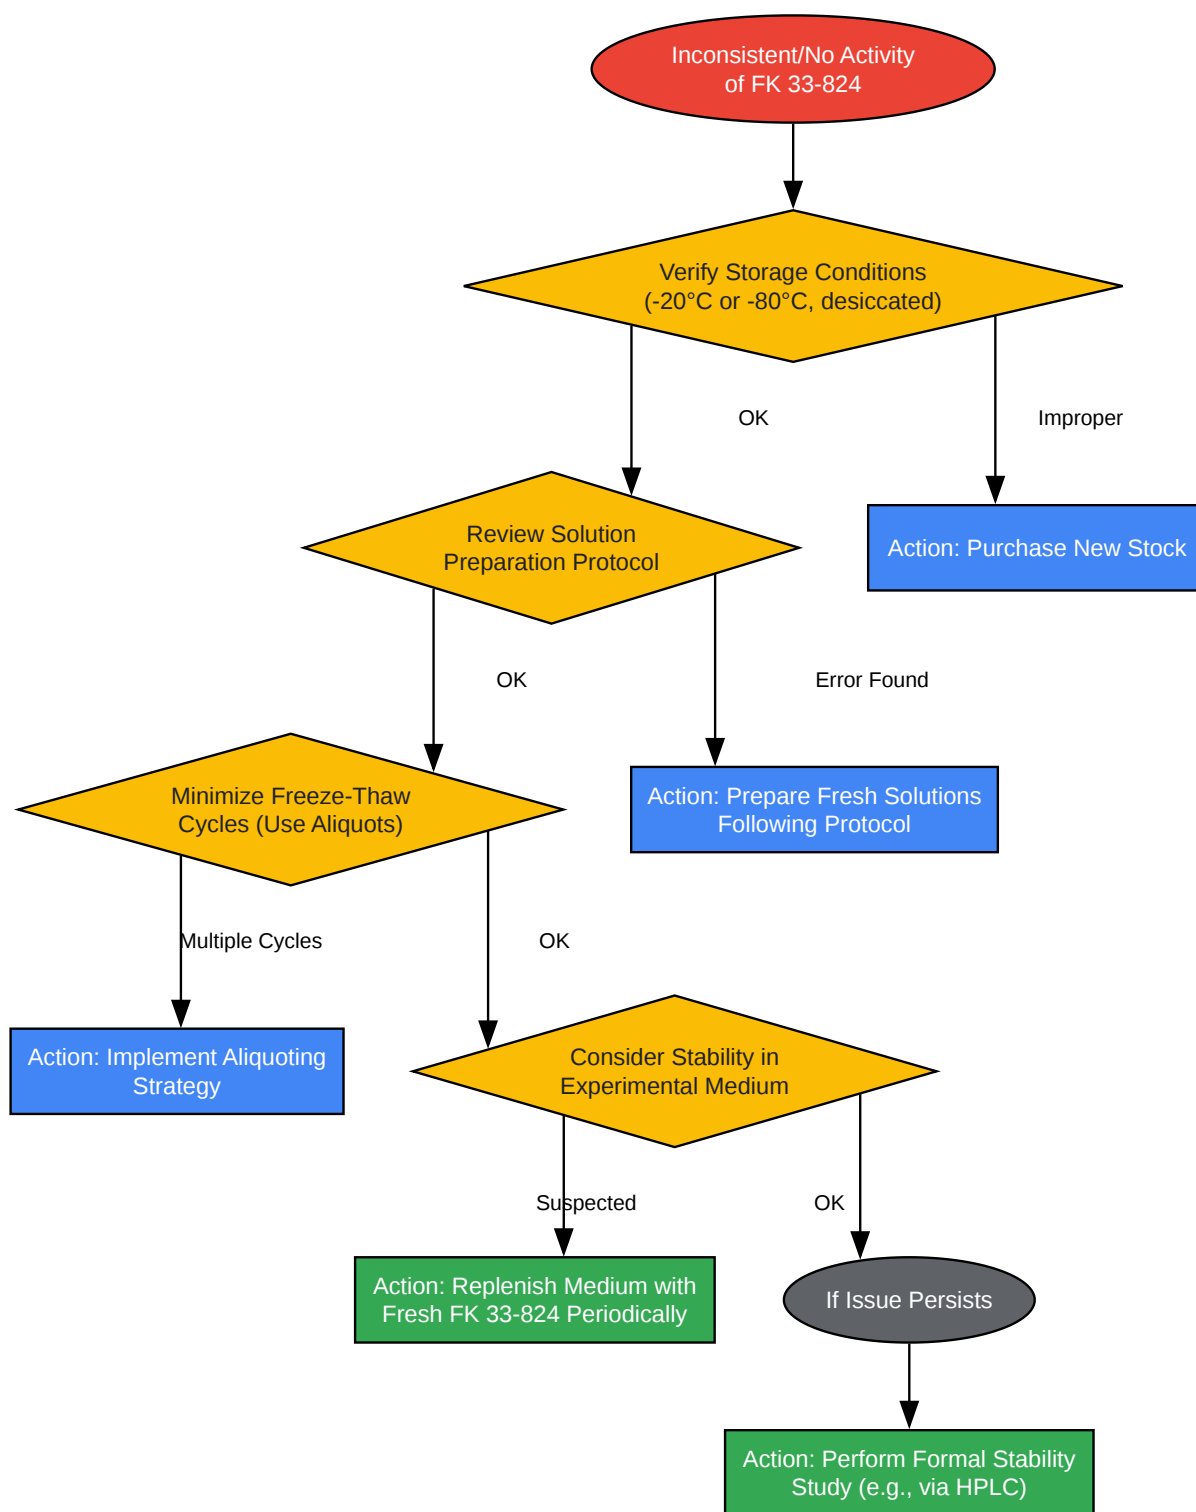 Inconsistent/No Activity
of FK 33-824
Verify Storage Conditions
(-20°C or -80°C, desiccated)
OK
Improper
Review Solution
Preparation Protocol
Action: Purchase New Stock
OK
Error Found
Minimize Freeze-Thaw
Cycles (Use Aliquots)
Action: Prepare Fresh Solutions
Following Protocol
Multiple Cycles
OK
Action: Implement Aliquoting
Strategy
Consider Stability in
Experimental Medium
Suspected
OK
Action: Replenish Medium with
Fresh FK 33-824 Periodically
If Issue Persists
Action: Perform Formal Stability
Study (e.g., via HPLC)